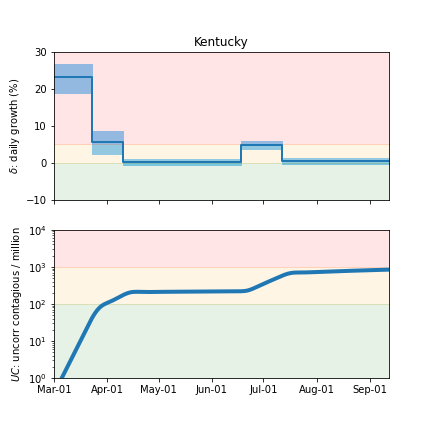 Kentucky
δ: daily growth (%)
30
20
10
0
−10
UC: uncorr contagious / million
10⁴
10³
10²
10¹
10⁰
Mar-01 Apr-01 May-01 Jun-01 Jul-01 Aug-01 Sep-01